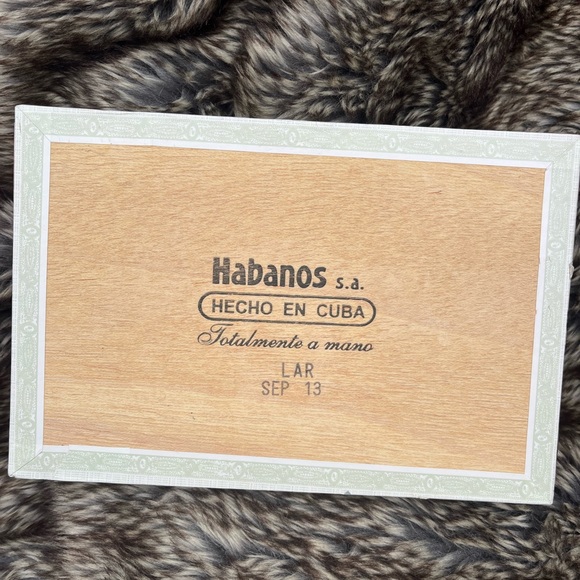 Habanos s.a.
HECHO EN CUBA
Totalmente a mano
LAR
SEP 13